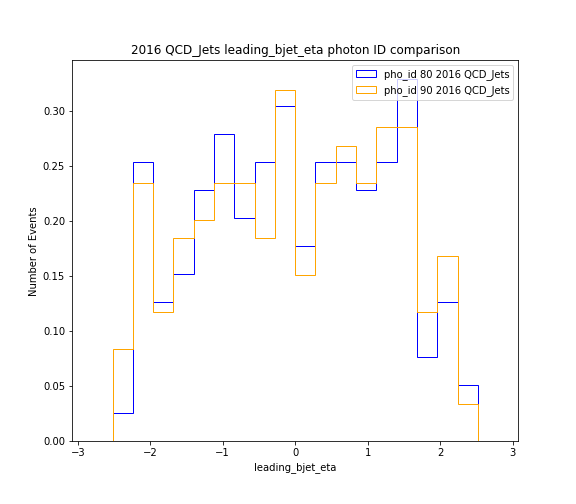 2016 QCD_Jets leading_bjet_eta photon ID comparison
pho_id 80 2016 QCD_Jets
pho_id 90 2016 QCD_Jets
Number of Events
0.30
0.25
0.20
0.15
0.10
0.05
0.00
−3
−2
−1
0
1
2
3
leading_bjet_eta